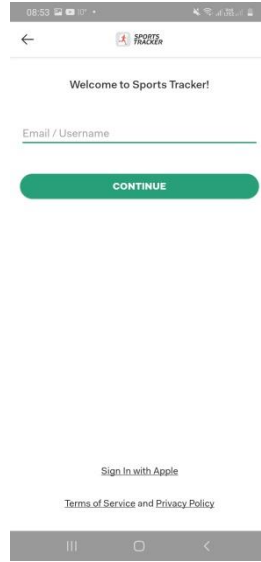 08:53
10°
SPORTS
TRACKER
Welcome to Sports Tracker!
Email / Username
CONTINUE
Sign In with Apple
Terms of Service and Privacy Policy